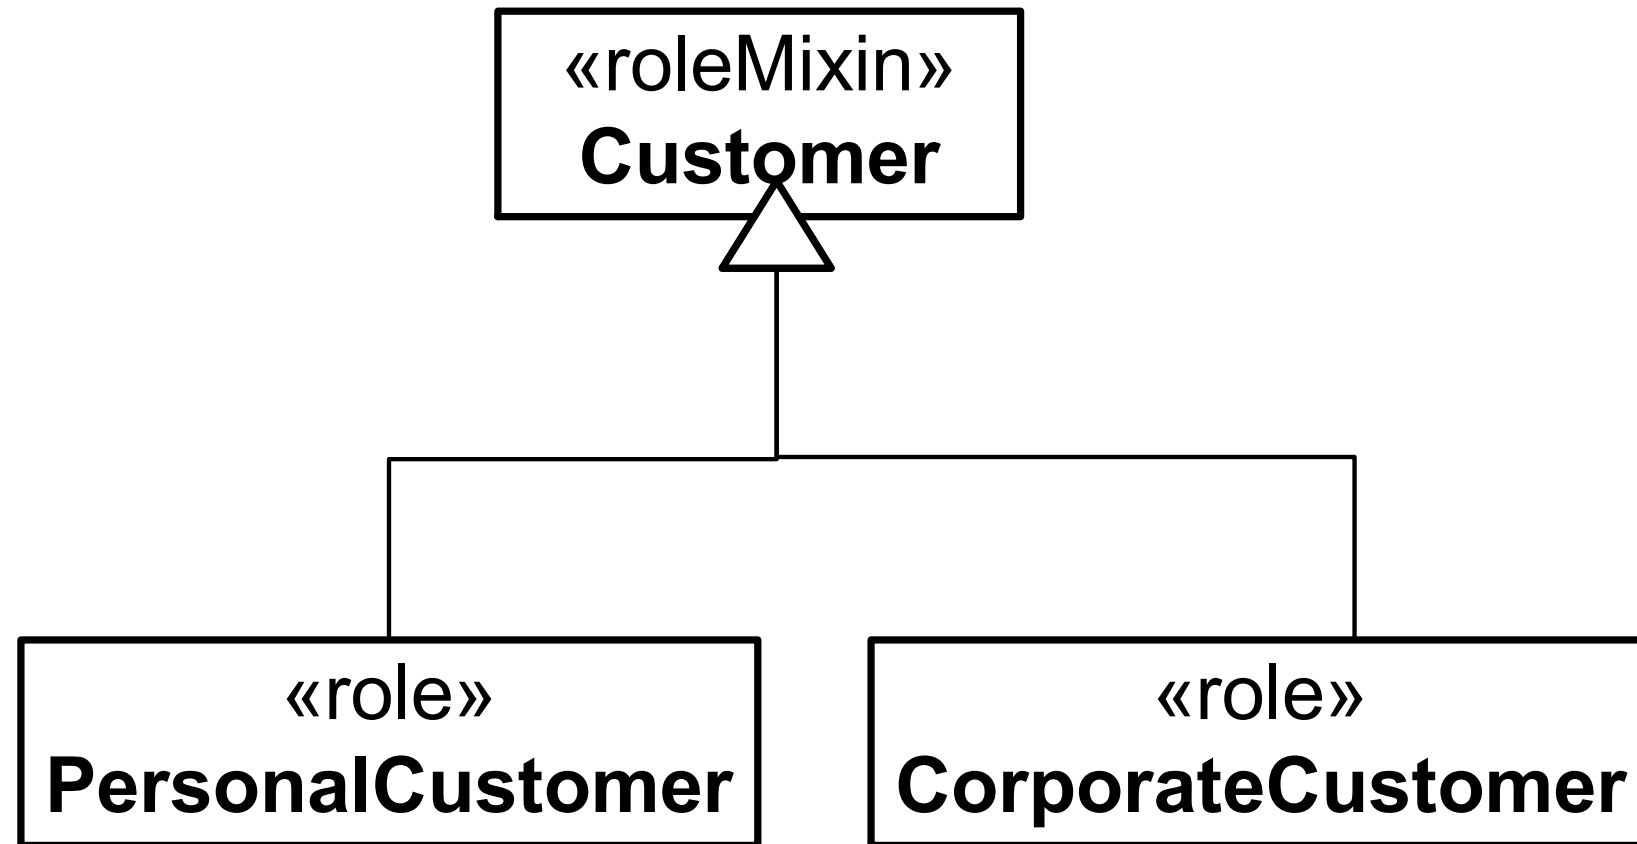 «roleMixin»
Customer
«role»
PersonalCustomer
«role»
CorporateCustomer